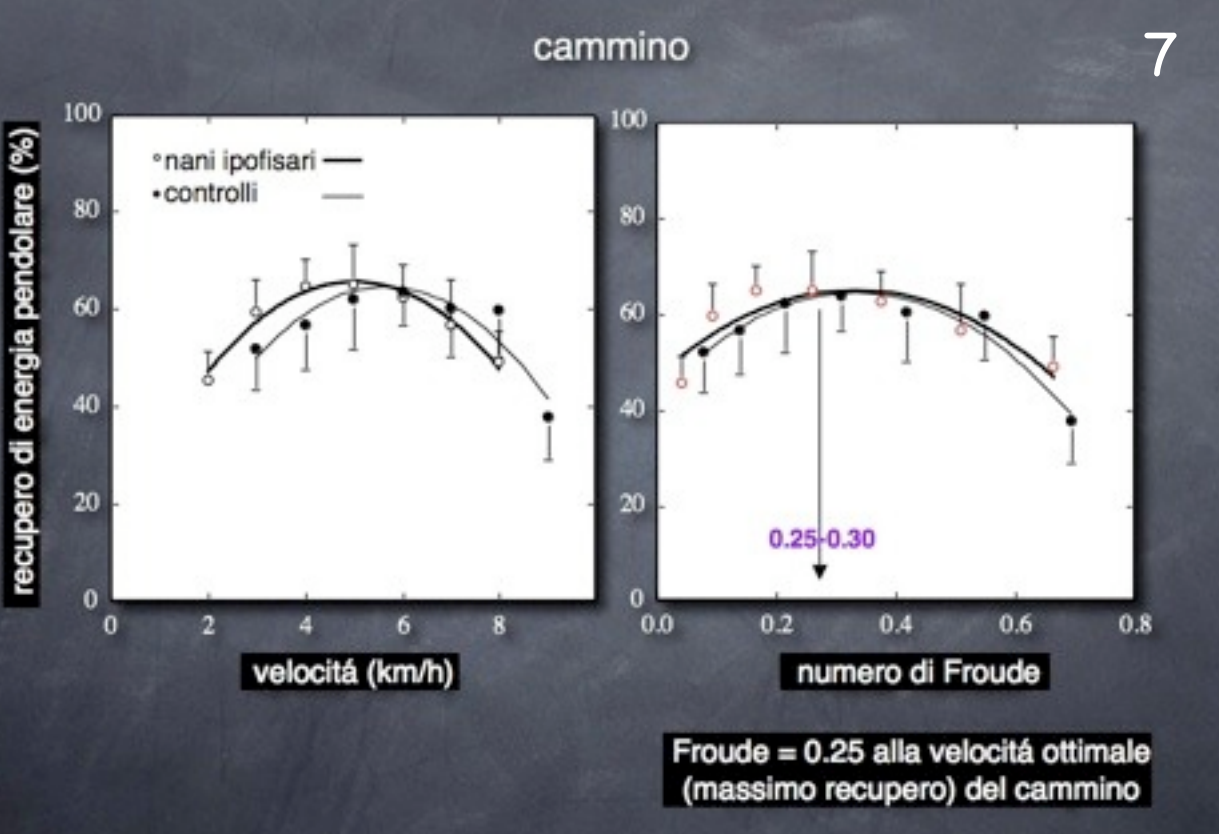 cammino
7
recupero di energia pendolare (%)
100
80
60
40
20
0
°nani ipofisari
•controlli
0 2 4 6 8
velocitá (km/h)
100
80
60
40
20
0
0.25-0.30
0.0 0.2 0.4 0.6 0.8
numero di Froude
Froude = 0.25 alla velocitá ottimale
(massimo recupero) del cammino